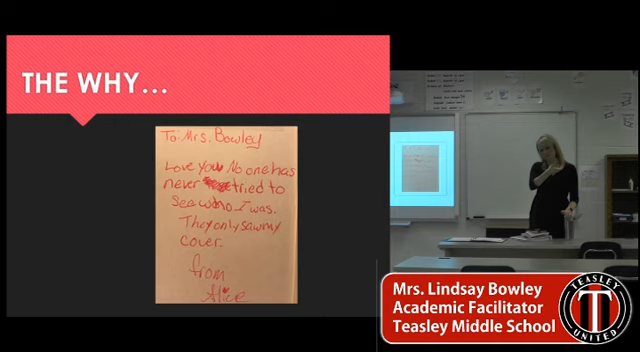 THE WHY...
To: Mrs. Bowley
Love you No one has
never tried to
see who I was.
They only saw my
cover.
from
Alice
Mrs. Lindsay Bowley
Academic Facilitator
Teasley Middle School
TEASLEY
T
UNITED